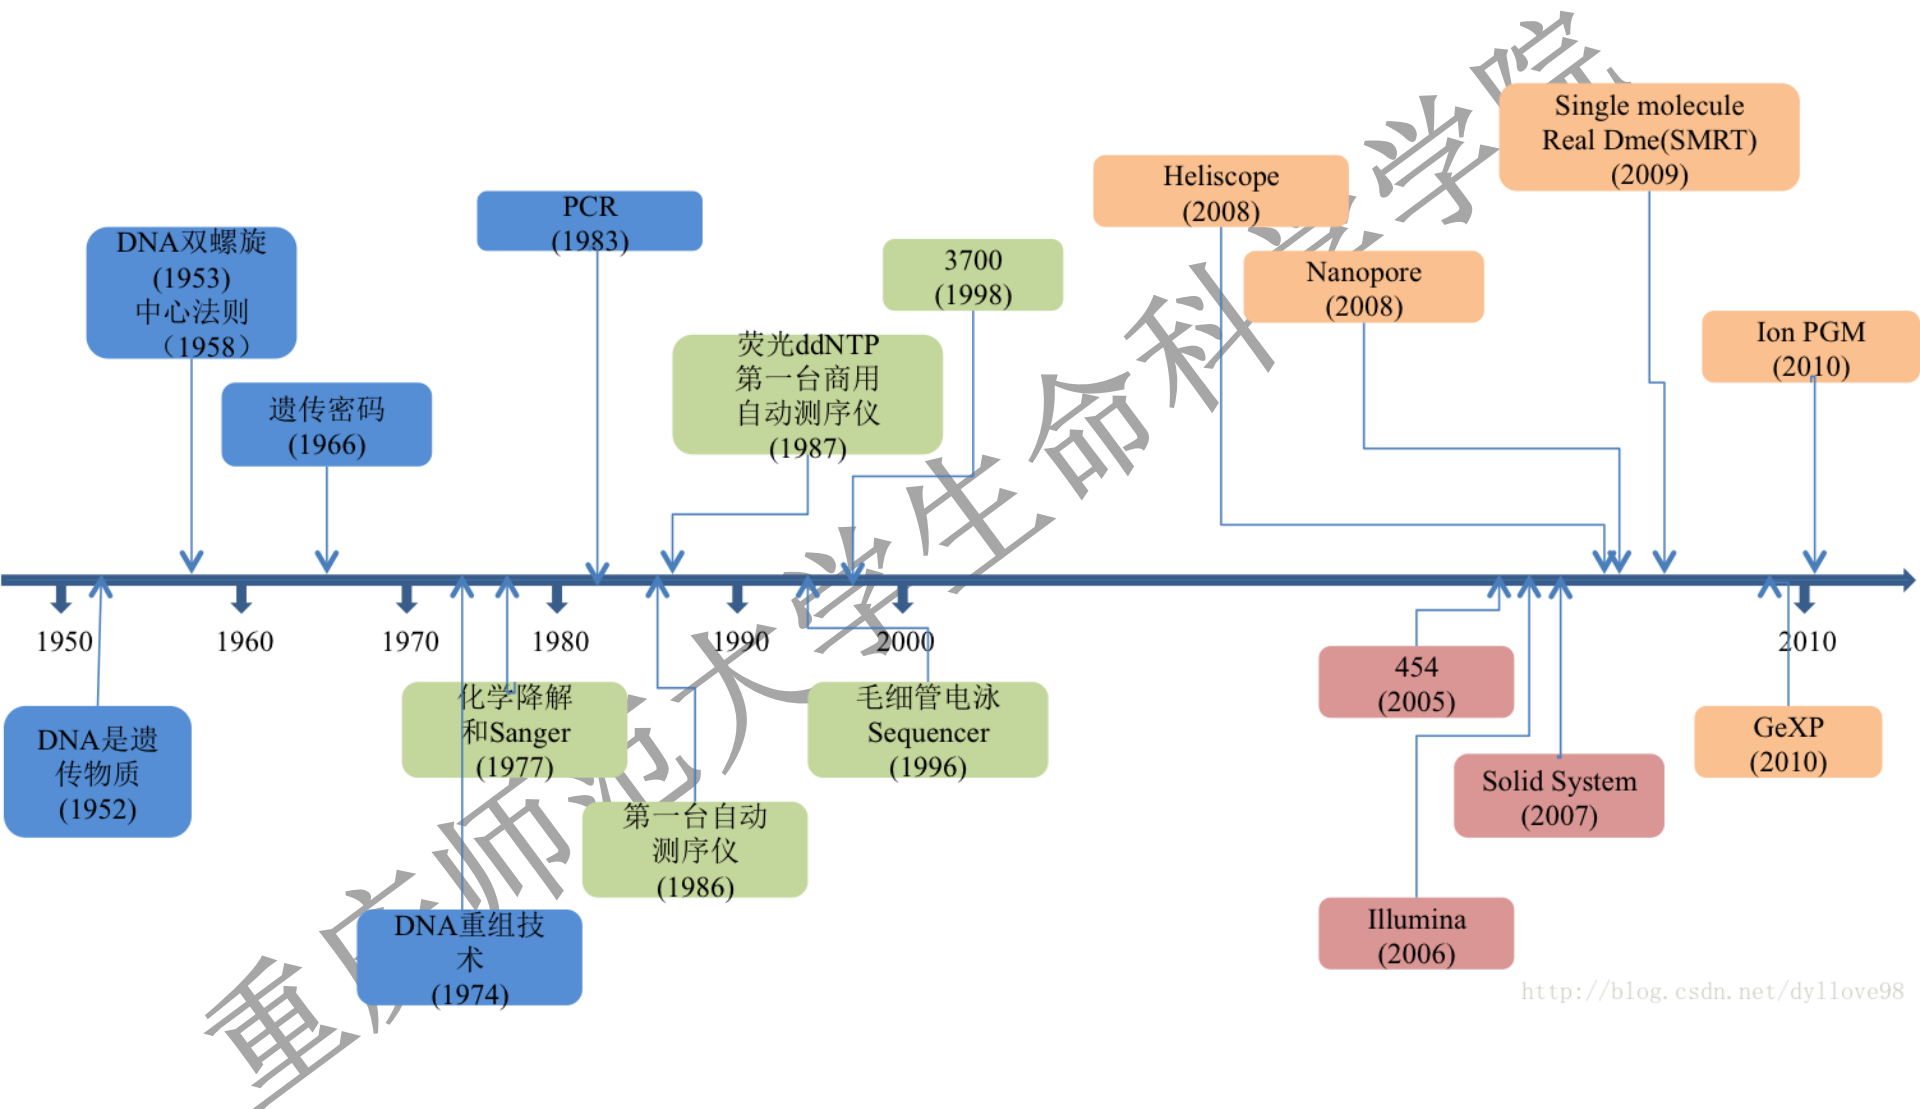 Single molecule
Real Dme(SMRT)
(2009)
Heliscope
(2008)
PCR
(1983)
DNA双螺旋
(1953)
中心法则
（1958）
3700
(1998)
Nanopore
(2008)
Ion PGM
(2010)
荧光ddNTP
第一台商用
自动测序仪
(1987)
遗传密码
(1966)
1950
1960
1970
1980
1990
2000
2010
DNA是遗
传物质
(1952)
化学降解
和Sanger
(1977)
毛细管电泳
Sequencer
(1996)
454
(2005)
GeXP
(2010)
Solid System
(2007)
第一台自动
测序仪
(1986)
DNA重组技
术
(1974)
Illumina
(2006)
重庆师范大学生命科学学院
http://blog.csdn.net/dyllove98